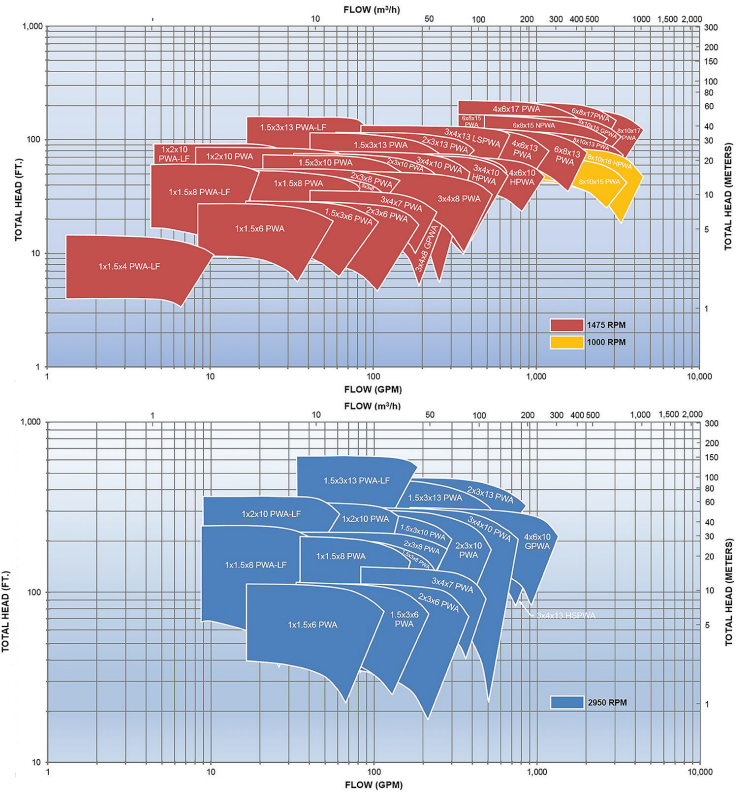 FLOW (m³/h)
1 10 50 100 200 300 400 500 1000 1,500 2,000
1,000
100
10
1
TOTAL HEAD (FT.)
300
200
150
100
80
60
40
30
20
10
5
1
TOTAL HEAD (METERS)
4x6x17 PWA
6x8x17PWA
6x8x15 PWA
6x8x15 NPWA
8x10x17 PWA
8x10x13 PWA
1.5x3x13 PWA-LF
3x4x13 LSPWA
1.5x3x13 PWA
2x3x13 PWA
4x6x13 PWA
6x8x13 PWA
1x2x10 PWA-LF
1x2x10 PWA
1.5x3x10 PWA
2x3x10 PWA
3x4x10 PWA
3x4x10 HPWA
4x6x10 HPWA
8x10x15 PWA
1x1.5x8 PWA-LF
1x1.5x8 PWA
2x3x8 PWA
3x4x8 PWA
3x4x7 PWA
1.5x3x6 PWA
2x3x6 PWA
1x1.5x6 PWA
3x4x8 GPWA
1x1.5x4 PWA-LF
1475 RPM
1000 RPM
1 10 100 1,000 10,000
FLOW (GPM)
FLOW (m³/h)
1 10 50 100 200 300 400 500 1000 1,500 2,000
1,000
100
10
TOTAL HEAD (FT.)
300
200
150
100
80
60
40
30
20
10
5
1
TOTAL HEAD (METERS)
1.5x3x13 PWA-LF
1.5x3x13 PWA
2x3x13 PWA
1x2x10 PWA-LF
1x2x10 PWA
1.5x3x10 PWA
3x4x10 PWA
2x3x10 PWA
4x6x10 GPWA
2x3x8 PWA
1x1.5x8 PWA-LF
1x1.5x8 PWA
3x4x7 PWA
2x3x6 PWA
1.5x3x6 PWA
1x1.5x6 PWA
3x4x13 HSPWA
2950 RPM
1 10 100 1,000 10,000
FLOW (GPM)